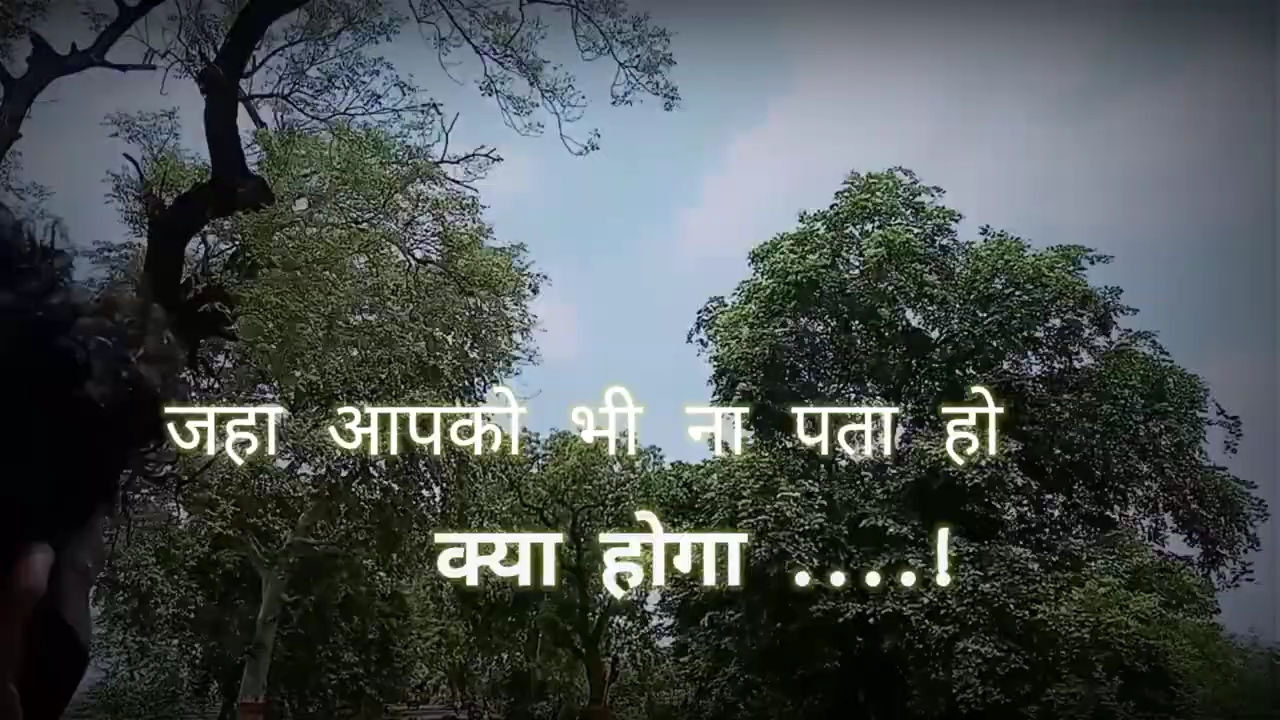 जहा आपको भी ना पता हो
क्या होगा ....!